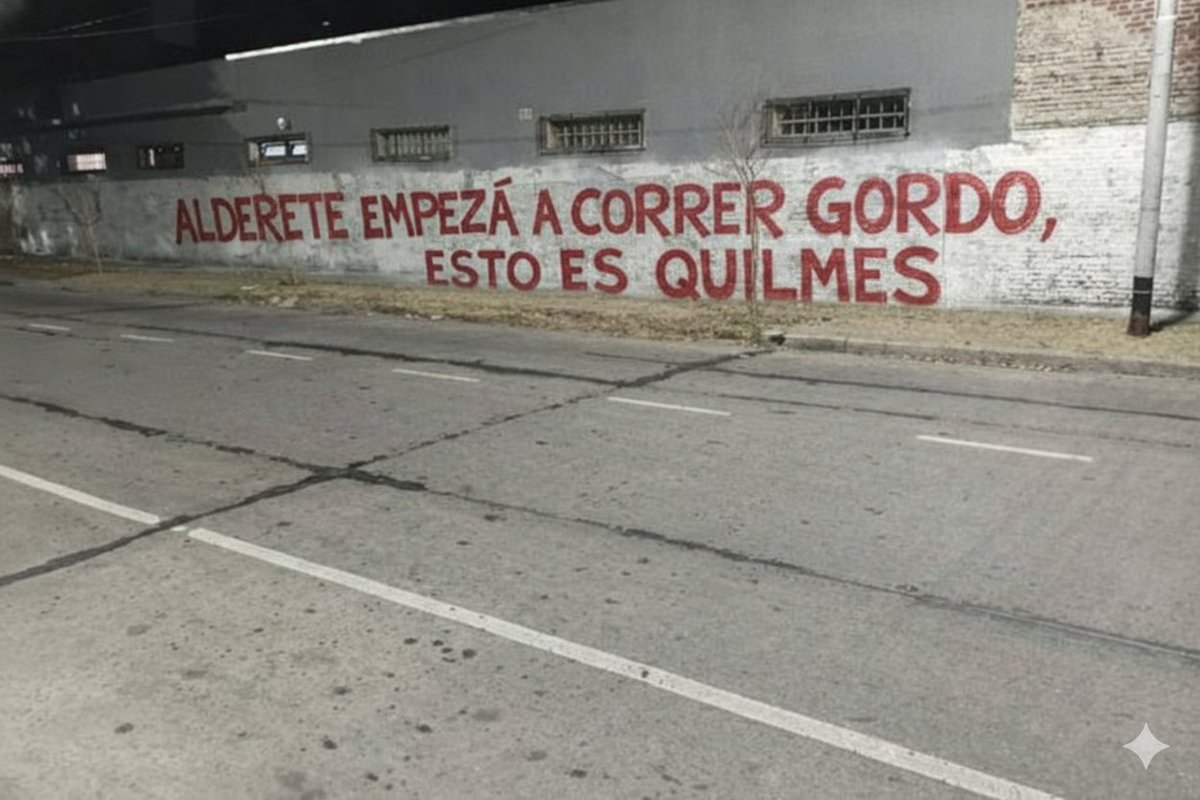 ALDERETE EMPEZÁ A CORRER GORDO,
ESTO ES QUILMES